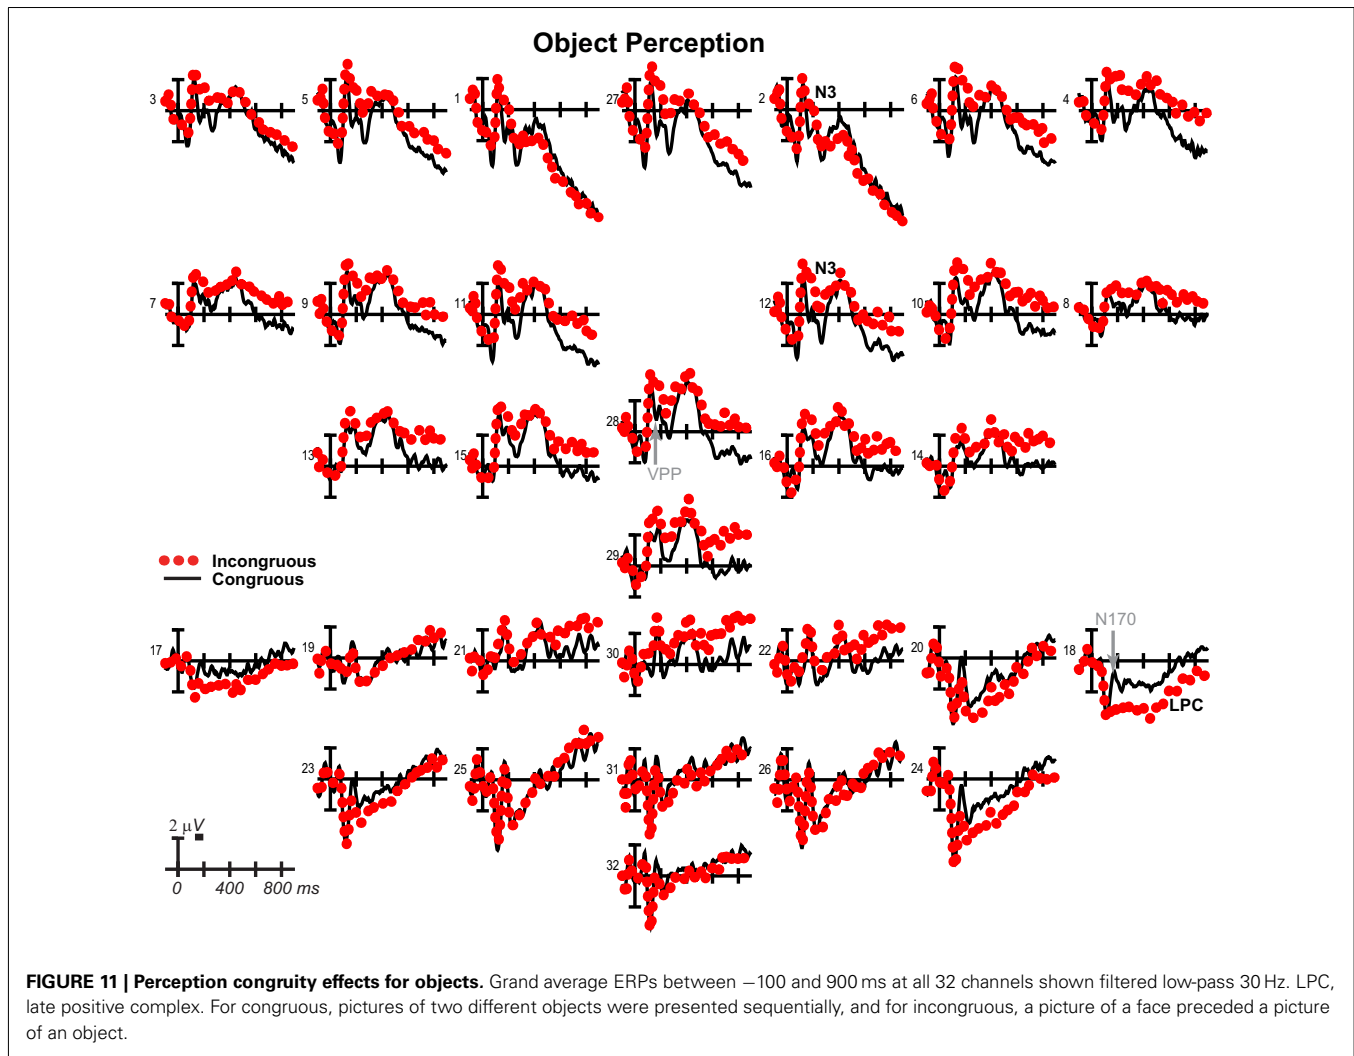 Object Perception
3
5
1
27
2
N3
6
4
7
9
11
12
N3
10
8
13
15
28
VPP
16
14
29
Incongruous
Congruous
17
19
21
30
22
20
N170
18
LPC
23
25
31
26
24
2 µV
32
0 400 800 ms
FIGURE 11 | Perception congruity effects for objects. Grand average ERPs between −100 and 900 ms at all 32 channels shown filtered low-pass 30 Hz. LPC,
late positive complex. For congruous, pictures of two different objects were presented sequentially, and for incongruous, a picture of a face preceded a picture
of an object.